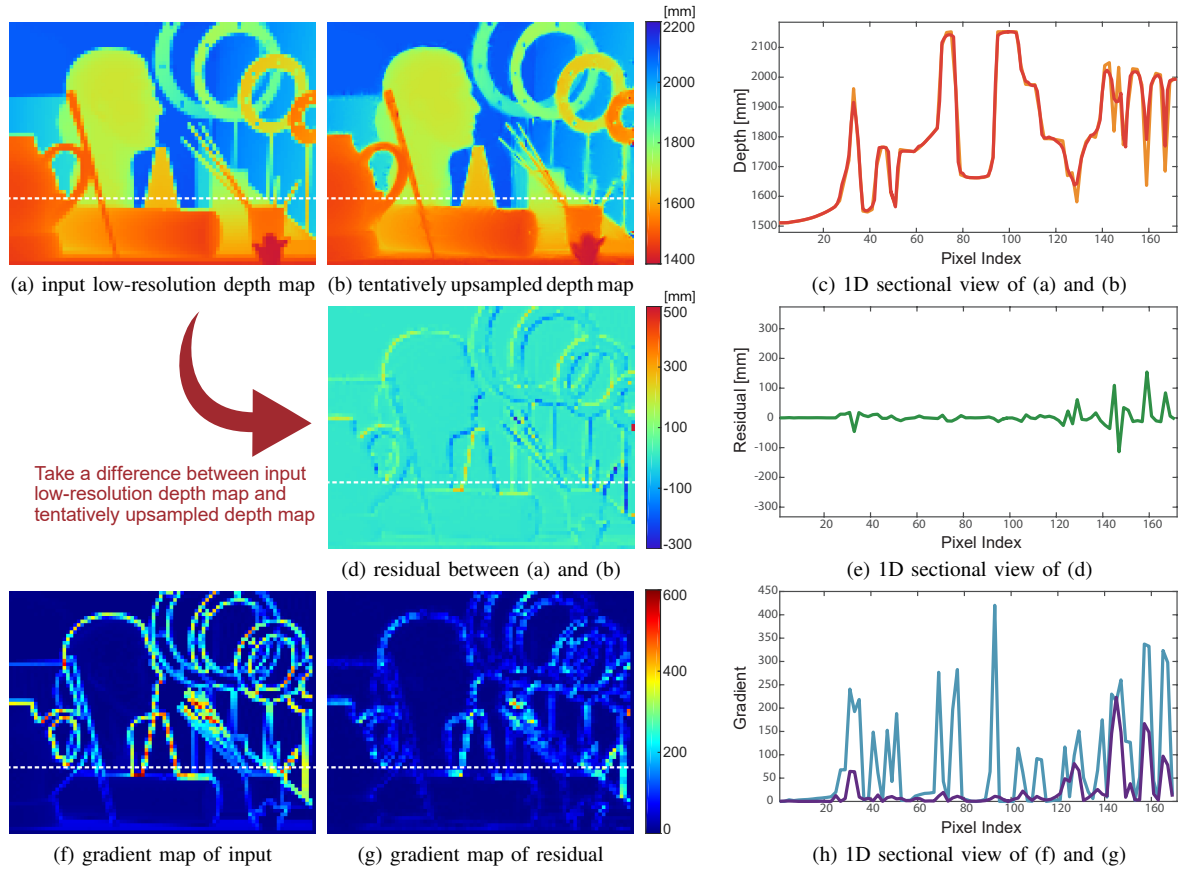 [mm]
2200
2000
1800
1600
1400
(a) input low-resolution depth map
(b) tentatively upsampled depth map
2100
2000
1900
1800
1700
1600
1500
Depth [mm]
20 40 60 80 100 120 140 160
Pixel Index
(c) 1D sectional view of (a) and (b)
Take a difference between input
low-resolution depth map and
tentatively upsampled depth map
[mm]
500
300
100
-100
-300
(d) residual between (a) and (b)
300
200
100
0
-100
-200
-300
Residual [mm]
20 40 60 80 100 120 140 160
Pixel Index
(e) 1D sectional view of (d)
600
400
200
0
(f) gradient map of input
(g) gradient map of residual
450
400
350
300
250
200
150
100
50
0
Gradient
20 40 60 80 100 120 140 160
Pixel Index
(h) 1D sectional view of (f) and (g)